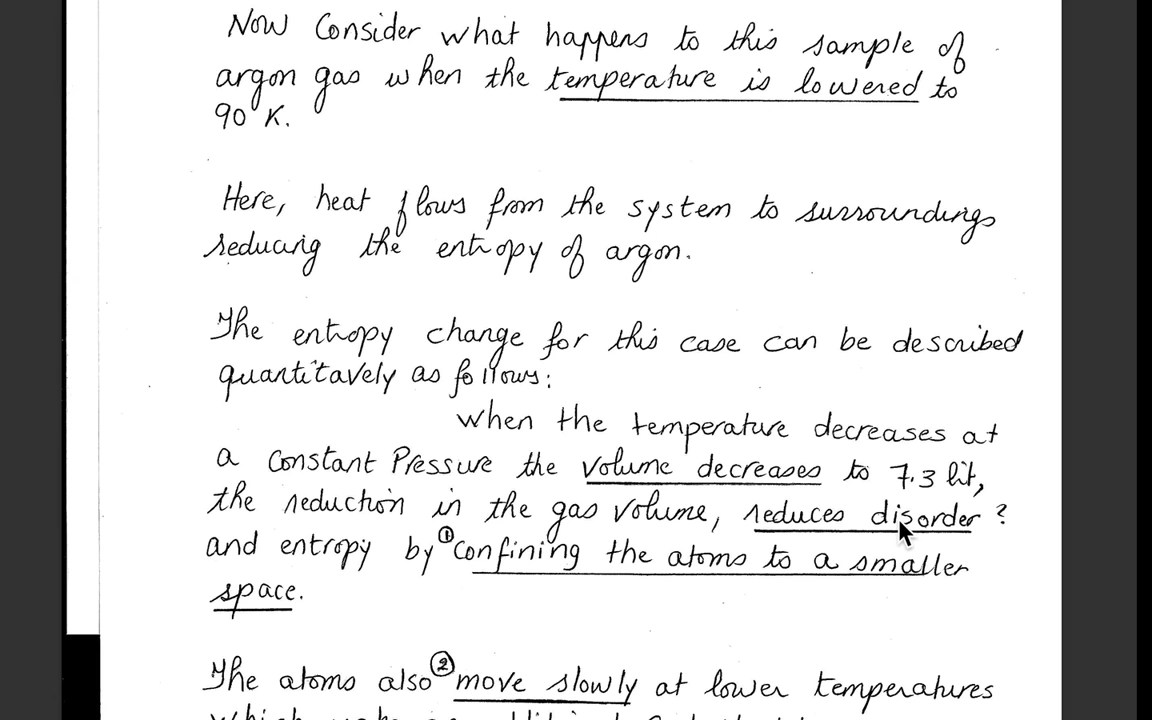 Now Consider what happens to this sample of
argon gas when the temperature is lowered to
90°K.
Here, heat flows from the system to surroundings
reducing the entropy of argon.
The entropy change for this case can be described
quantitavely as follows:
when the temperature decreases at
a constant Pressure the volume decreases to 7.3 lit,
the reduction in the gas volume, reduces disorder?
and entropy by ① confining the atoms to a smaller
space.
The atoms also ② move slowly at lower temperatures
which